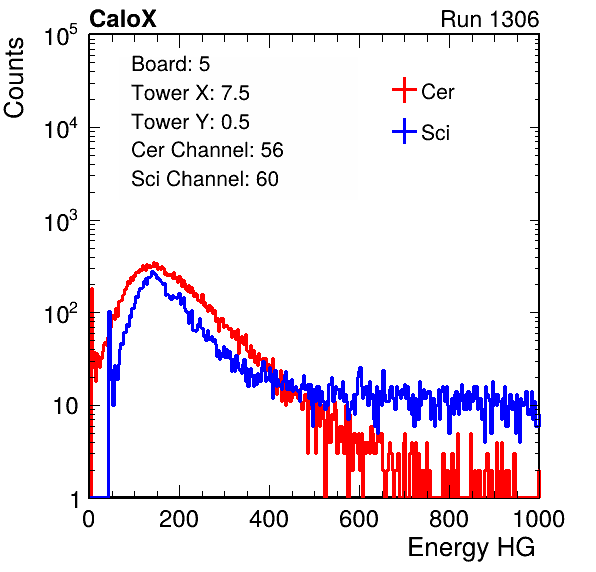 CaloX Run 1306
Counts
10^5
10^4
10^3
10^2
10
1
Board: 5
Tower X: 7.5
Tower Y: 0.5
Cer Channel: 56
Sci Channel: 60
Cer
Sci
0 200 400 600 800 1000
Energy HG